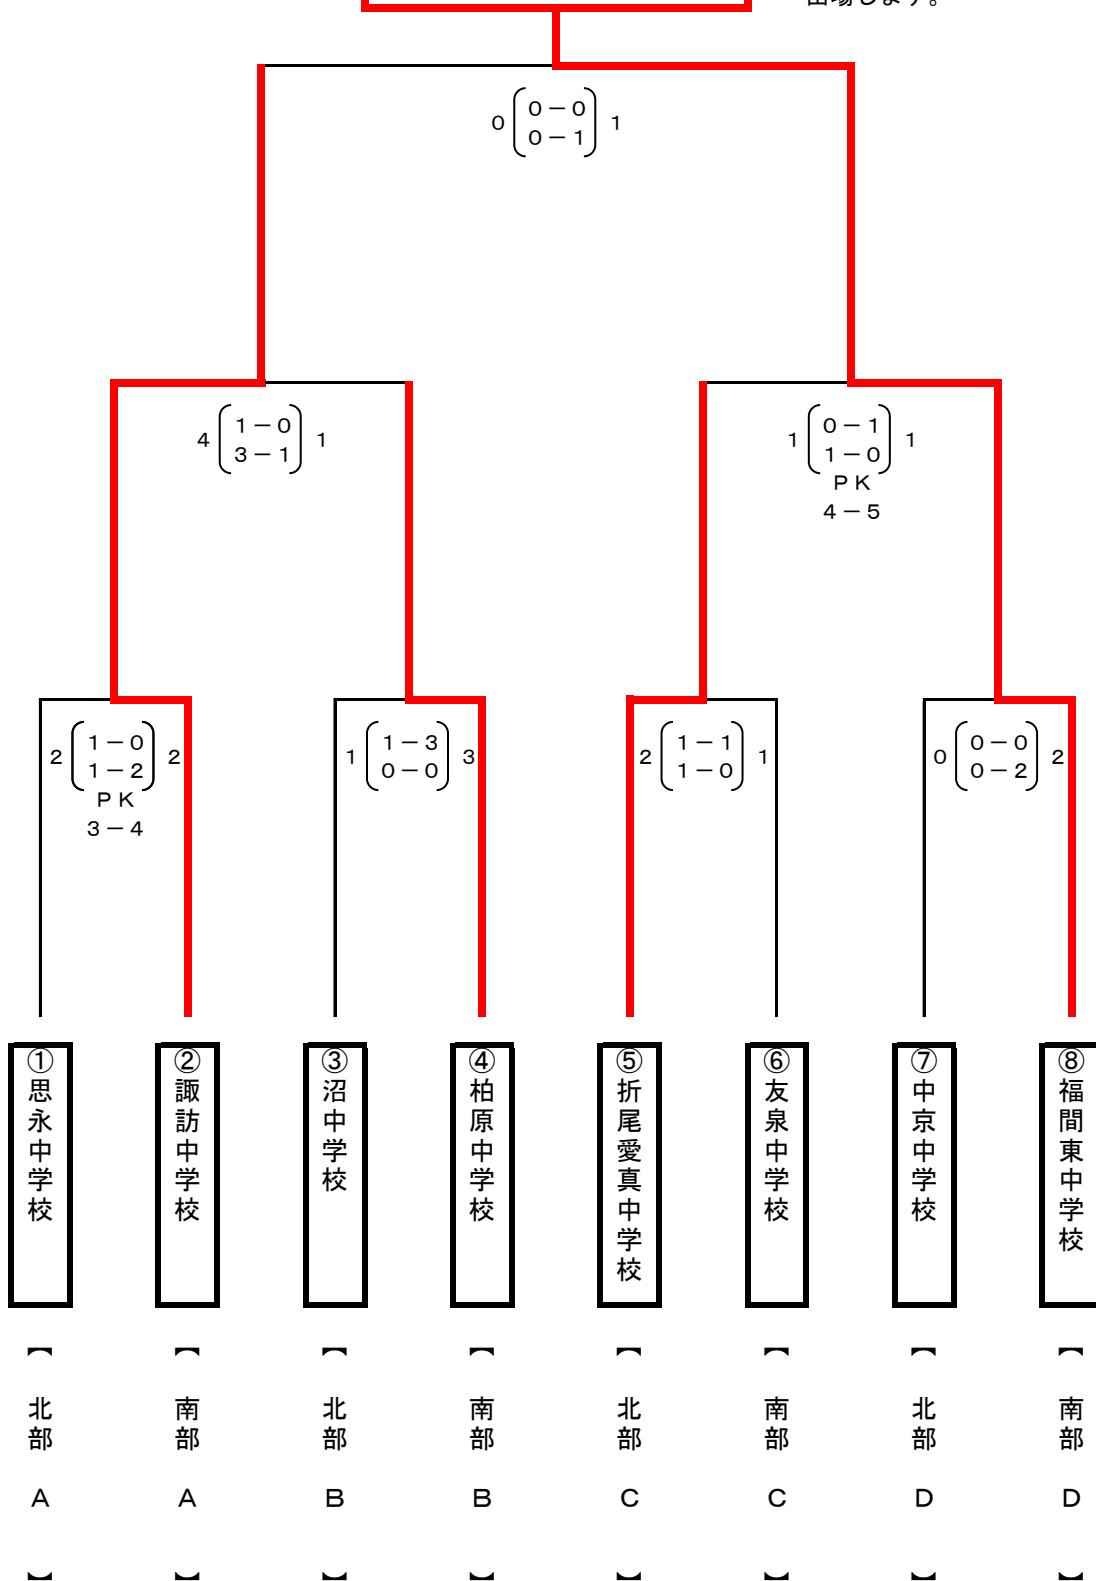 0 0－0 1
0－1
4 1－0 1
3－1
1 0－1 1
1－0
ＰＫ
4－5
2 1－0 2
1－2
ＰＫ
3－4
1 1－3 3
0－0
2 1－1 1
1－0
0 0－0 2
0－2
①思永中学校
②諏訪中学校
③沼中学校
④柏原中学校
⑤折尾愛真中学校
⑥友泉中学校
⑦中京中学校
⑧福間東中学校
【北部A】
【南部A】
【北部B】
【南部B】
【北部C】
【南部C】
【北部D】
【南部D】